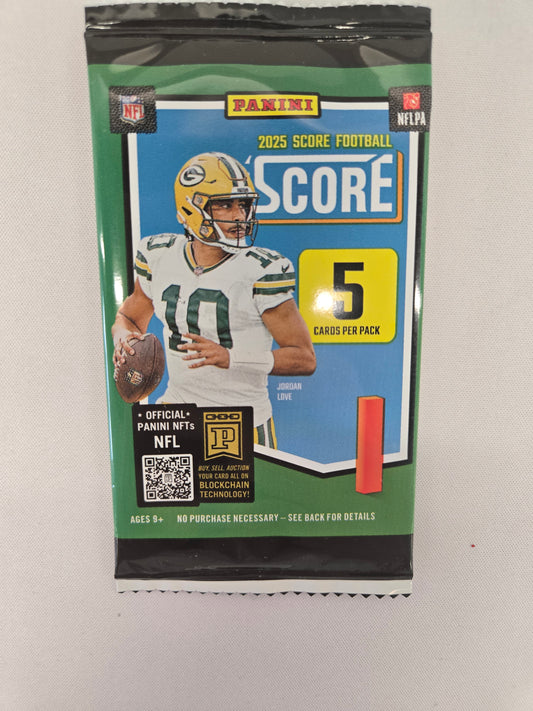 NFL
PANINI
NFLPA
2025 SCORE FOOTBALL
SCORE
G
10
10
5
CARDS PER PACK
JORDAN
LOVE
★ OFFICIAL ★
PANINI NFTs
NFL
P
BUY, SELL, AUCTION
YOUR CARD ALL ON
BLOCKCHAIN
TECHNOLOGY!
AGES 9+ NO PURCHASE NECESSARY – SEE BACK FOR DETAILS